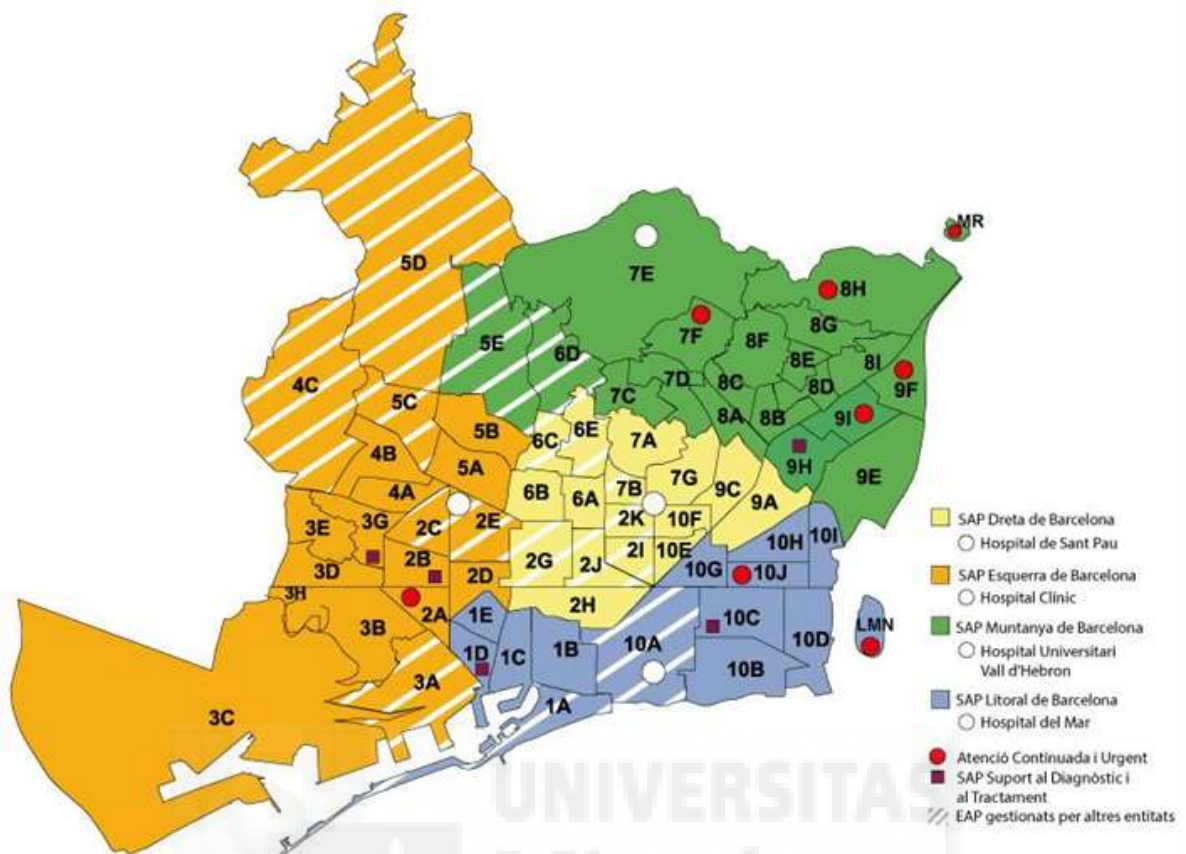 MR
7E
8H
5D
7F
8G
8F
5E
6D
8E
8I
7D
8C
8D
9F
4C
7C
5C
8A
8B
9I
5B
6C
6E
7A
4B
9H
5A
9E
7G
9C
4A
6B
6A
7B
9A
3G
3E
2C
2E
2K
10F
10I
2I
10E
10H
2B
2G
2J
10G
10J
3D
2D
3H
2H
2A
1E
10C
LMN
3B
10A
10D
1D
1C
1B
10B
3A
1A
3C
SAP Dreta de Barcelona
Hospital de Sant Pau
SAP Esquerra de Barcelona
Hospital Clínic
SAP Muntanya de Barcelona
Hospital Universitari
Vall d'Hebron
SAP Litoral de Barcelona
Hospital del Mar
Atenció Continuada i Urgent
SAP Suport al Diagnòstic i
al Tractament
EAP gestionats per altres entitats
UNIVERSITAS